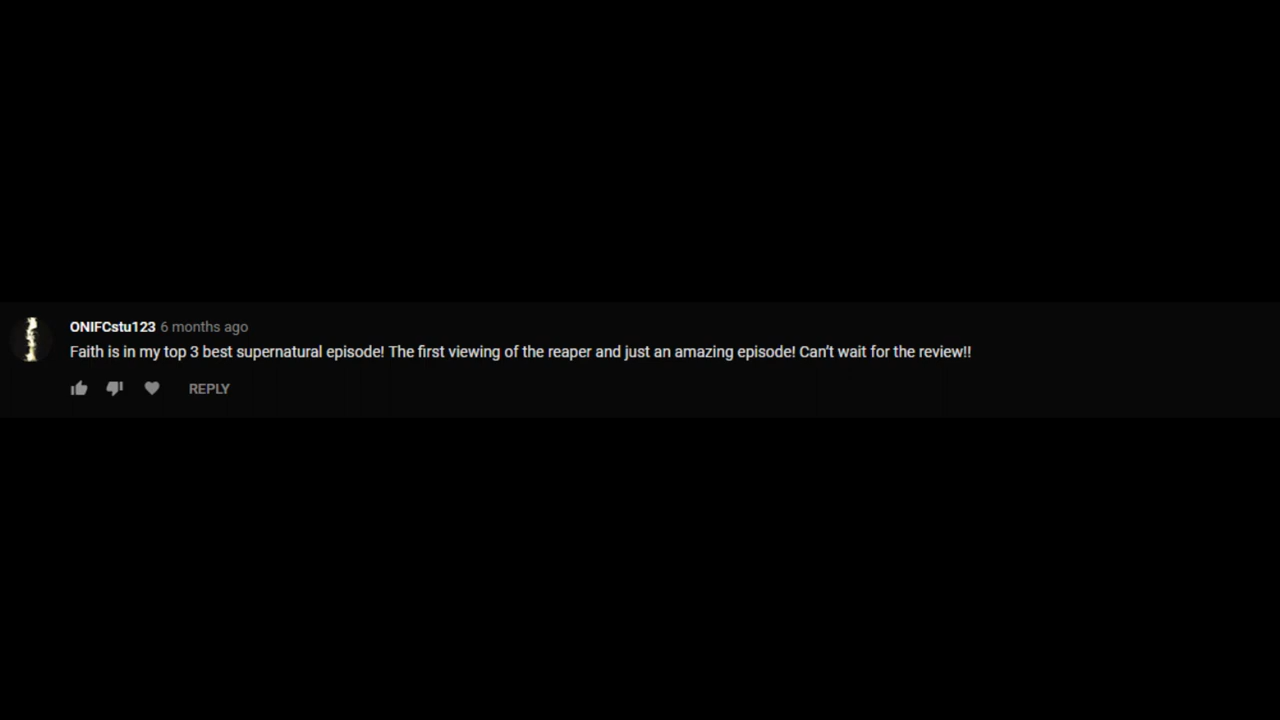 ONIFCstu123 6 months ago
Faith is in my top 3 best supernatural episode! The first viewing of the reaper and just an amazing episode! Can't wait for the review!!
REPLY